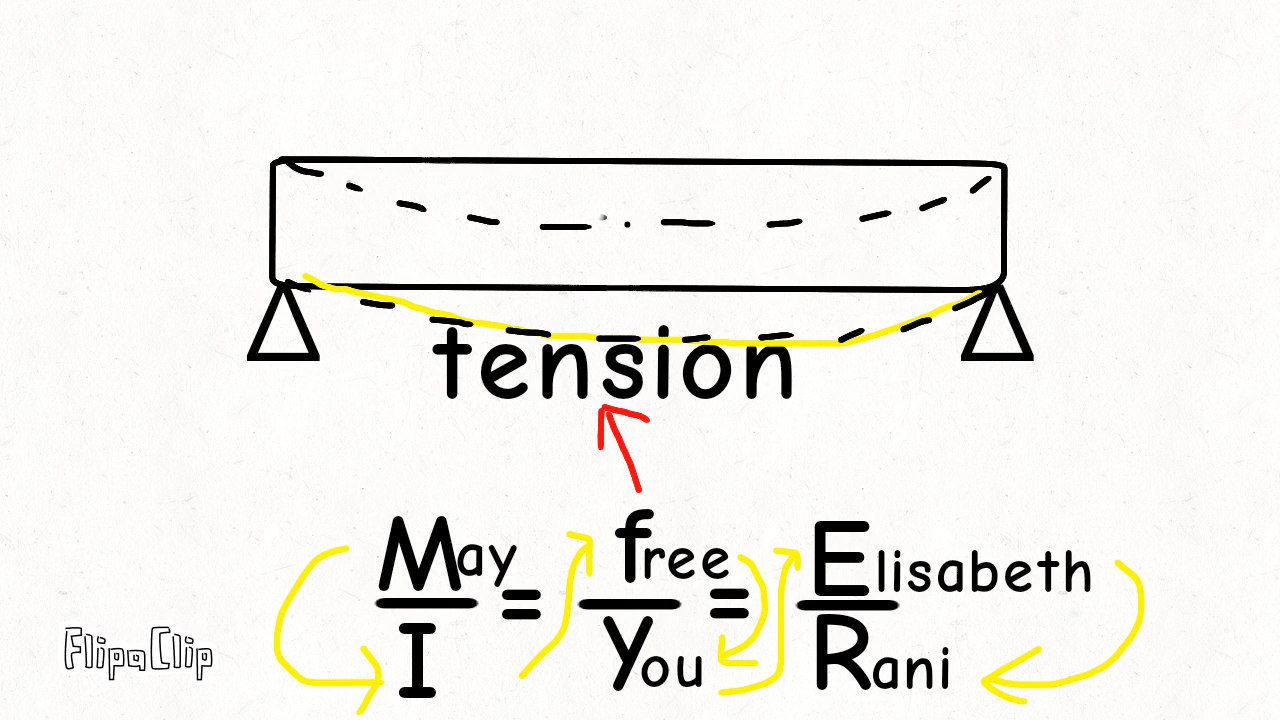 tension
May = free = Elisabeth
I You Rani
FlipaClip